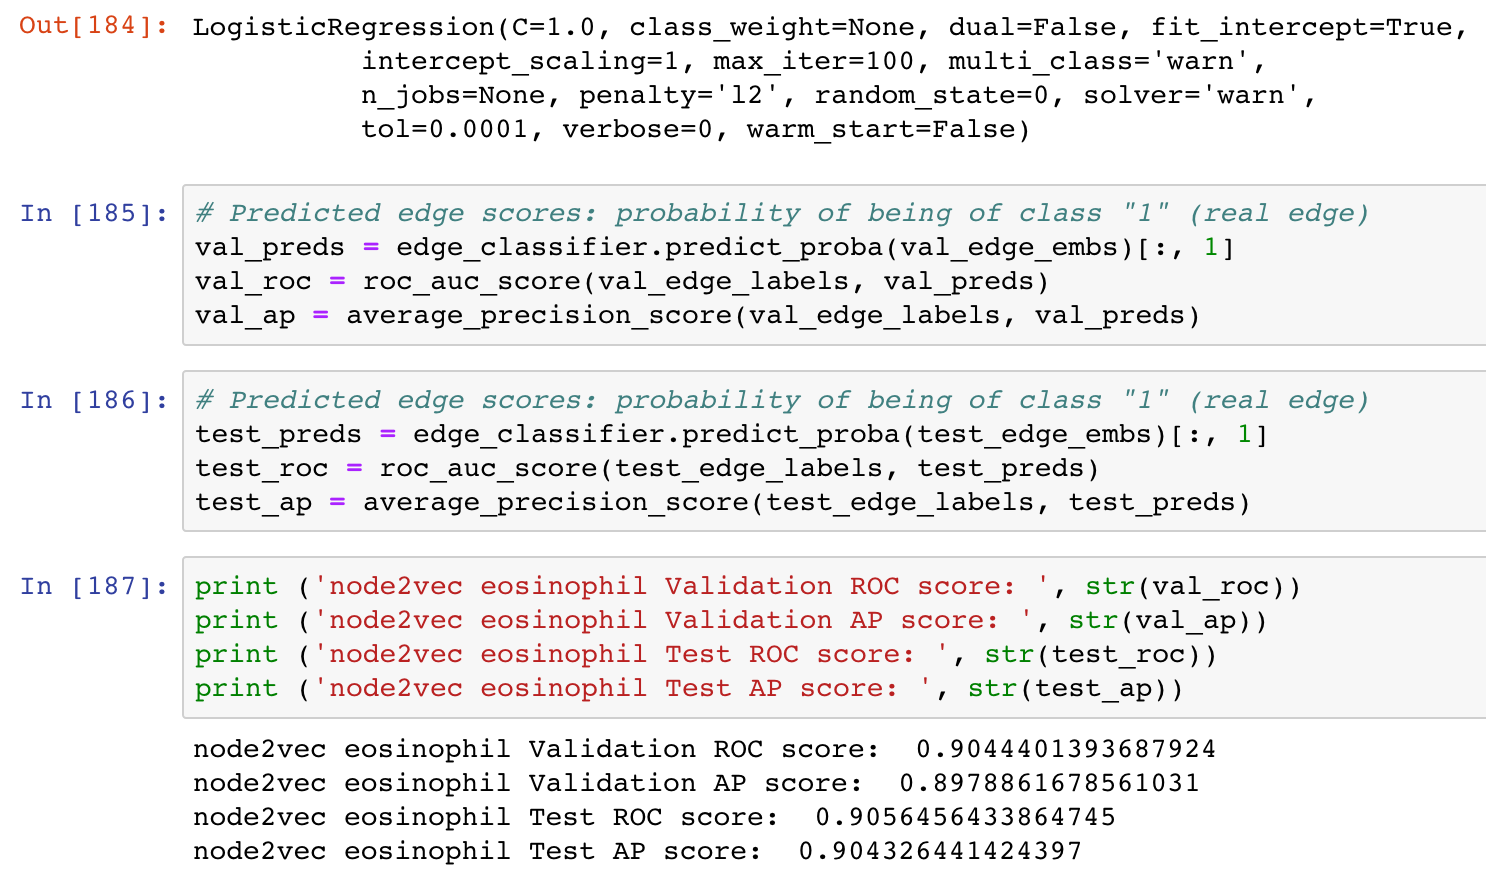 Out[184]: LogisticRegression(C=1.0, class_weight=None, dual=False, fit_intercept=True,
intercept_scaling=1, max_iter=100, multi_class='warn',
n_jobs=None, penalty='l2', random_state=0, solver='warn',
tol=0.0001, verbose=0, warm_start=False)
In [185]: # Predicted edge scores: probability of being of class "1" (real edge)
val_preds = edge_classifier.predict_proba(val_edge_embs)[:, 1]
val_roc = roc_auc_score(val_edge_labels, val_preds)
val_ap = average_precision_score(val_edge_labels, val_preds)
In [186]: # Predicted edge scores: probability of being of class "1" (real edge)
test_preds = edge_classifier.predict_proba(test_edge_embs)[:, 1]
test_roc = roc_auc_score(test_edge_labels, test_preds)
test_ap = average_precision_score(test_edge_labels, test_preds)
In [187]: print ('node2vec eosinophil Validation ROC score: ', str(val_roc))
print ('node2vec eosinophil Validation AP score: ', str(val_ap))
print ('node2vec eosinophil Test ROC score: ', str(test_roc))
print ('node2vec eosinophil Test AP score: ', str(test_ap))
node2vec eosinophil Validation ROC score:  0.9044401393687924
node2vec eosinophil Validation AP score:  0.8978861678561031
node2vec eosinophil Test ROC score:  0.9056456433864745
node2vec eosinophil Test AP score:  0.904326441424397